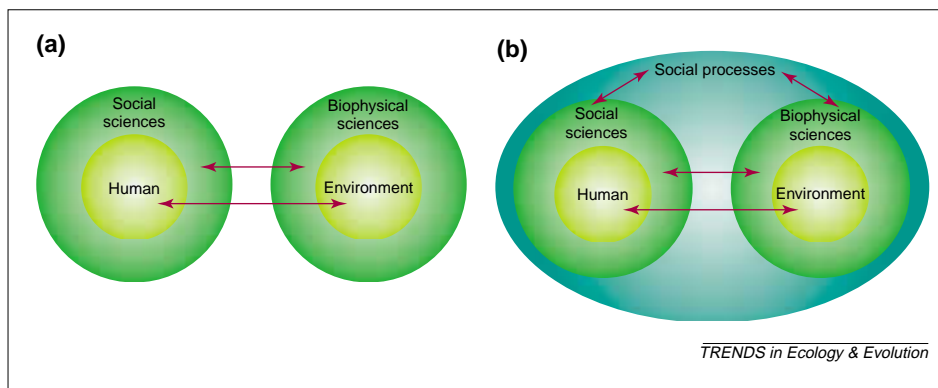 (a)
Social
sciences
Human
Biophysical
sciences
Environment
(b)
Social processes
Social
sciences
Human
Biophysical
sciences
Environment
TRENDS in Ecology & Evolution